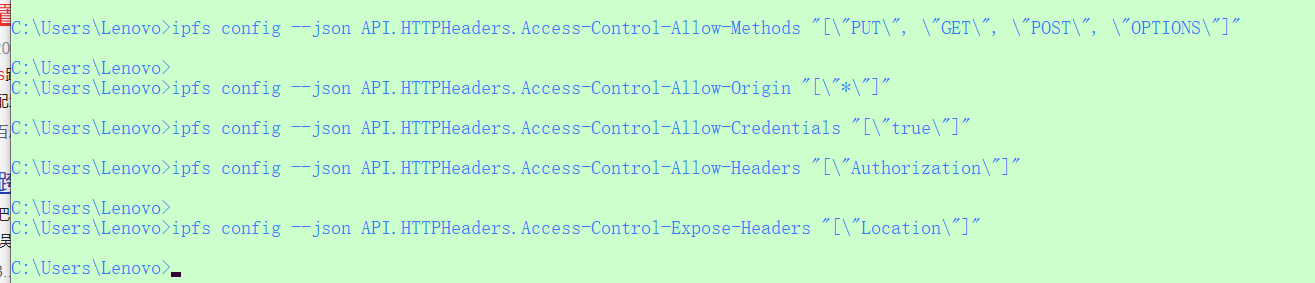 C:\Users\Lenovo>ipfs config --json API.HTTPHeaders.Access-Control-Allow-Methods "[\"PUT\", \"GET\", \"POST\", \"OPTIONS\"]"
C:\Users\Lenovo>
C:\Users\Lenovo>ipfs config --json API.HTTPHeaders.Access-Control-Allow-Origin "[\"*\"]"
C:\Users\Lenovo>ipfs config --json API.HTTPHeaders.Access-Control-Allow-Credentials "[\"true\"]"
C:\Users\Lenovo>ipfs config --json API.HTTPHeaders.Access-Control-Allow-Headers "[\"Authorization\"]"
C:\Users\Lenovo>
C:\Users\Lenovo>ipfs config --json API.HTTPHeaders.Access-Control-Expose-Headers "[\"Location\"]"
C:\Users\Lenovo>